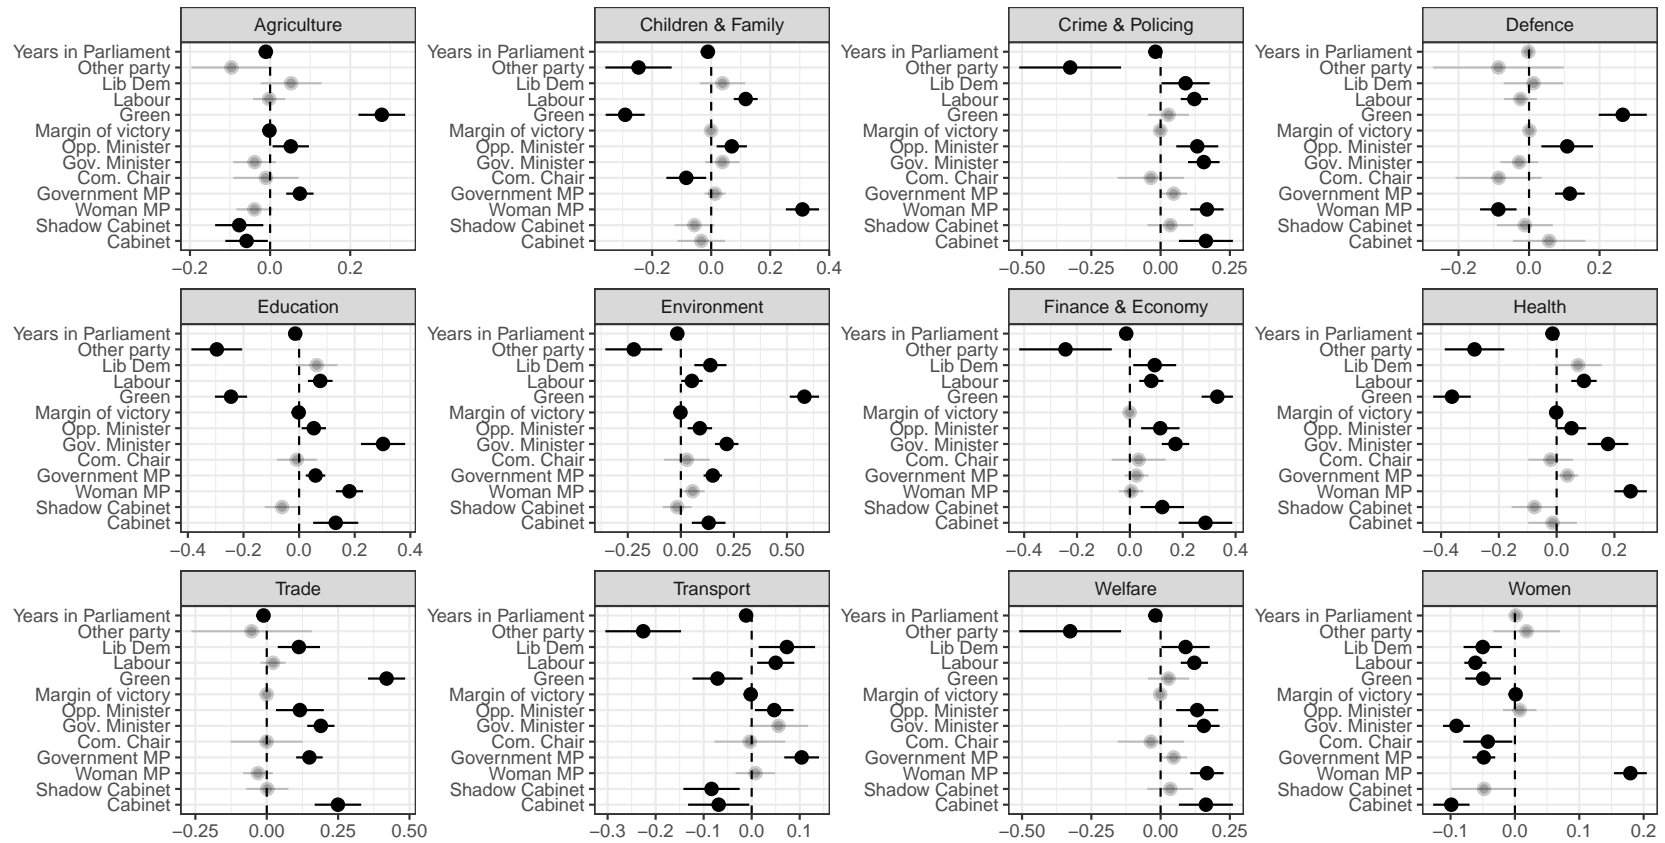 Agriculture
Years in Parliament
Other party
Lib Dem
Labour
Green
Margin of victory
Opp. Minister
Gov. Minister
Com. Chair
Government MP
Woman MP
Shadow Cabinet
Cabinet
−0.2 0.0 0.2
Children & Family
Years in Parliament
Other party
Lib Dem
Labour
Green
Margin of victory
Opp. Minister
Gov. Minister
Com. Chair
Government MP
Woman MP
Shadow Cabinet
Cabinet
−0.2 0.0 0.2 0.4
Crime & Policing
Years in Parliament
Other party
Lib Dem
Labour
Green
Margin of victory
Opp. Minister
Gov. Minister
Com. Chair
Government MP
Woman MP
Shadow Cabinet
Cabinet
−0.50 −0.25 0.00 0.25
Defence
Years in Parliament
Other party
Lib Dem
Labour
Green
Margin of victory
Opp. Minister
Gov. Minister
Com. Chair
Government MP
Woman MP
Shadow Cabinet
Cabinet
−0.2 0.0 0.2
Education
Years in Parliament
Other party
Lib Dem
Labour
Green
Margin of victory
Opp. Minister
Gov. Minister
Com. Chair
Government MP
Woman MP
Shadow Cabinet
Cabinet
−0.4 −0.2 0.0 0.2 0.4
Environment
Years in Parliament
Other party
Lib Dem
Labour
Green
Margin of victory
Opp. Minister
Gov. Minister
Com. Chair
Government MP
Woman MP
Shadow Cabinet
Cabinet
−0.25 0.00 0.25 0.50
Finance & Economy
Years in Parliament
Other party
Lib Dem
Labour
Green
Margin of victory
Opp. Minister
Gov. Minister
Com. Chair
Government MP
Woman MP
Shadow Cabinet
Cabinet
−0.4 −0.2 0.0 0.2 0.4
Health
Years in Parliament
Other party
Lib Dem
Labour
Green
Margin of victory
Opp. Minister
Gov. Minister
Com. Chair
Government MP
Woman MP
Shadow Cabinet
Cabinet
−0.4 −0.2 0.0 0.2
Trade
Years in Parliament
Other party
Lib Dem
Labour
Green
Margin of victory
Opp. Minister
Gov. Minister
Com. Chair
Government MP
Woman MP
Shadow Cabinet
Cabinet
−0.25 0.00 0.25 0.50
Transport
Years in Parliament
Other party
Lib Dem
Labour
Green
Margin of victory
Opp. Minister
Gov. Minister
Com. Chair
Government MP
Woman MP
Shadow Cabinet
Cabinet
−0.3 −0.2 −0.1 0.0 0.1
Welfare
Years in Parliament
Other party
Lib Dem
Labour
Green
Margin of victory
Opp. Minister
Gov. Minister
Com. Chair
Government MP
Woman MP
Shadow Cabinet
Cabinet
−0.50 −0.25 0.00 0.25
Women
Years in Parliament
Other party
Lib Dem
Labour
Green
Margin of victory
Opp. Minister
Gov. Minister
Com. Chair
Government MP
Woman MP
Shadow Cabinet
Cabinet
−0.1 0.0 0.1 0.2